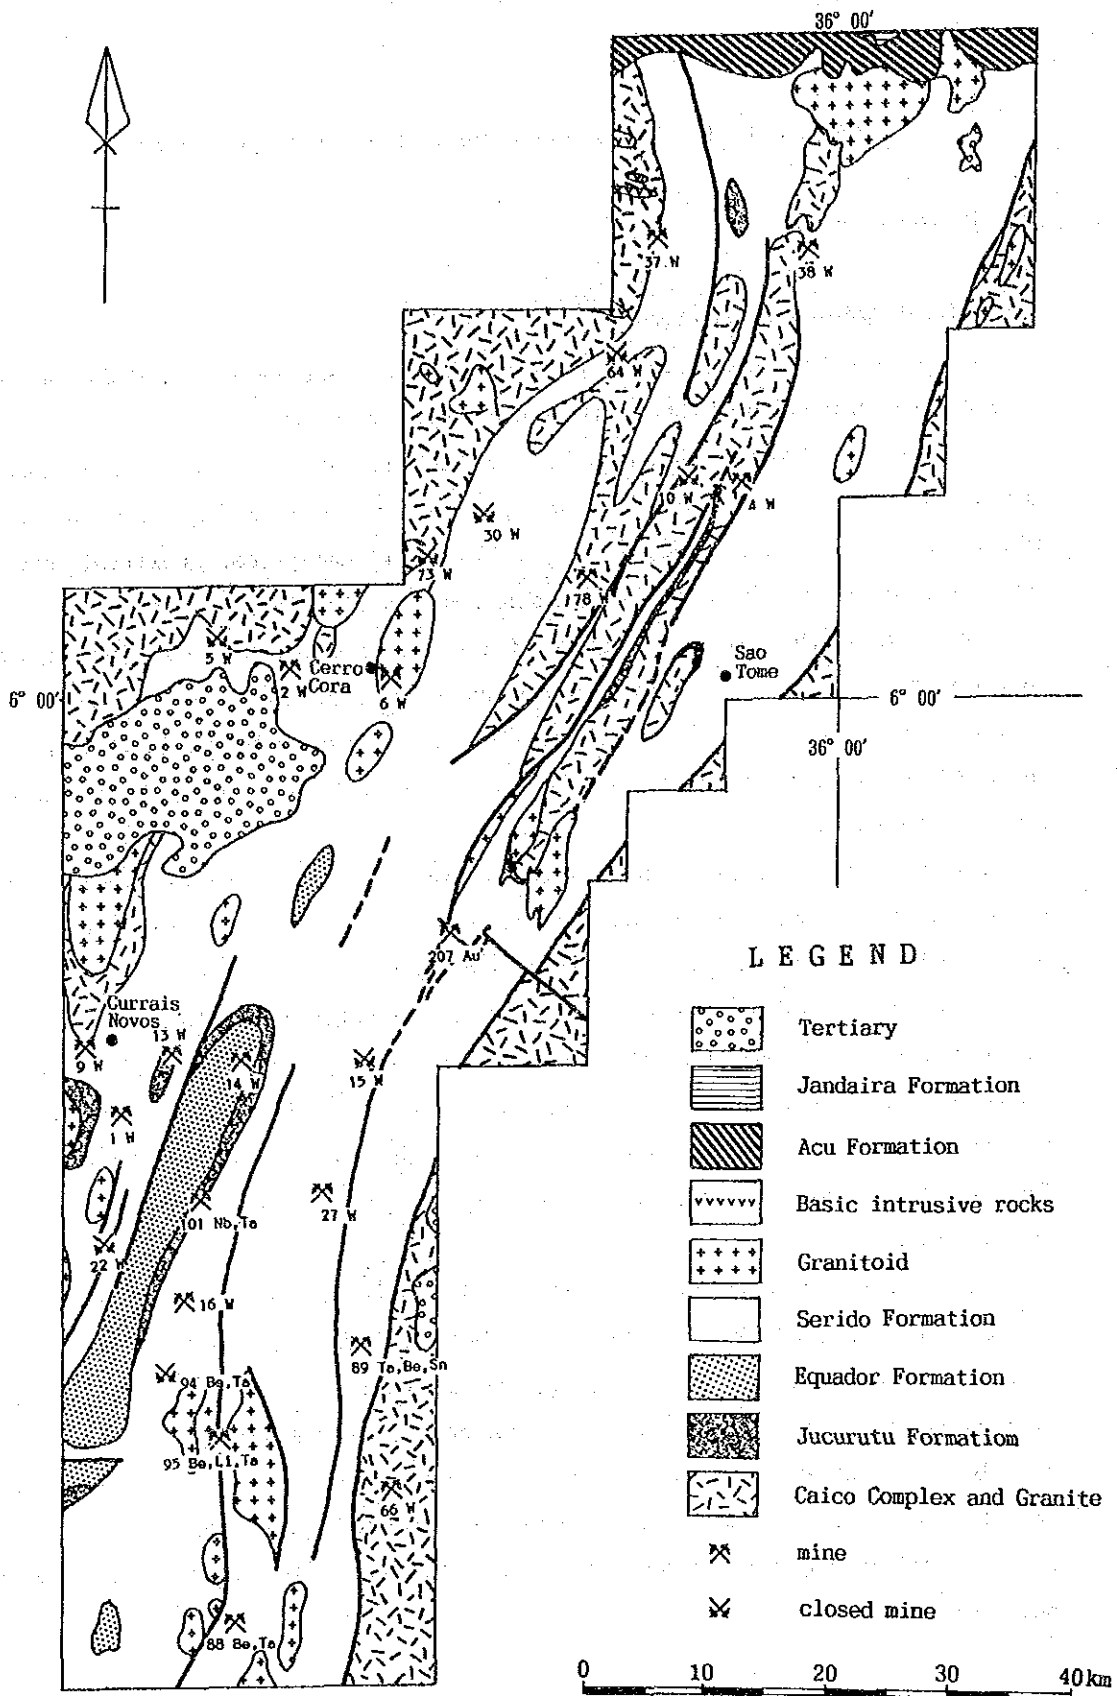 36° 00'
37 W
38 W
64 W
10 W
4 W
30 W
73 W
78 W
5 W
2 W
Cerro
Cora
6 W
Sao
Tome
6° 00'
6° 00'
36° 00'
207 Au
Currais
Novos
13 W
9 W
14 W
15 W
1 W
101 Nb,Ta
27 W
22 W
16 W
89 Ta,Be,Sn
94 Be,Ta
95 Be,Li,Ta
66 W
88 Be,Ta
LEGEND
Tertiary
Jandaira Formation
Acu Formation
Basic intrusive rocks
Granitoid
Serido Formation
Equador Formation
Jucurutu Formatiom
Caico Complex and Granite
mine
closed mine
0 10 20 30 40 km